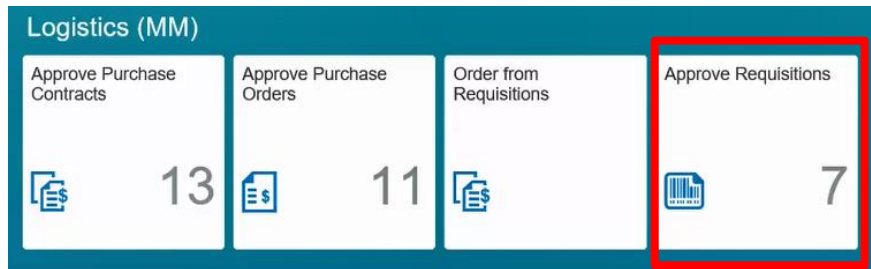 Logistics (MM)
Approve Purchase
Contracts
13
Approve Purchase
Orders
11
Order from
Requisitions
Approve Requisitions
7